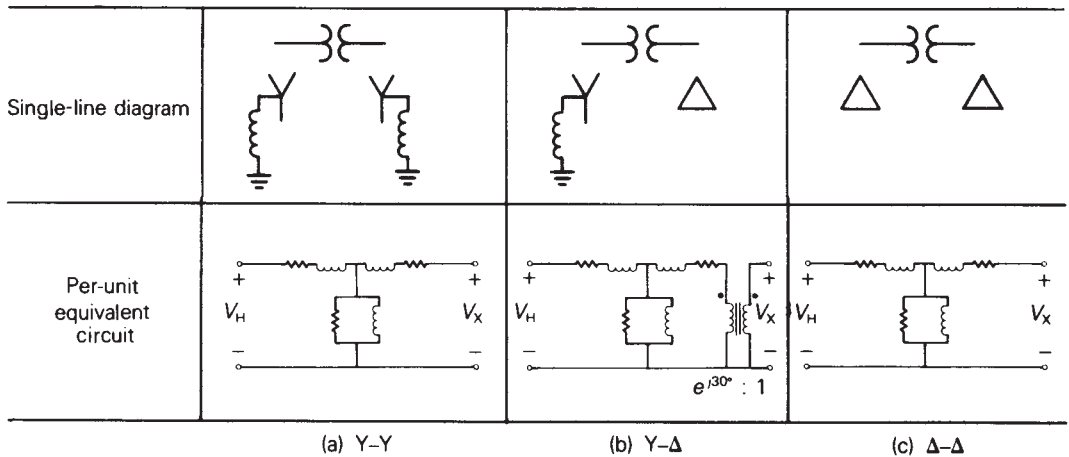 Single-line diagram
Per-unit
equivalent
circuit
+
V_H
−
+
V_X
−
+
V_H
−
+
V_X
−
e^{j30°} : 1
+
V_H
−
+
V_X
−
(a) Y–Y
(b) Y–Δ
(c) Δ–Δ